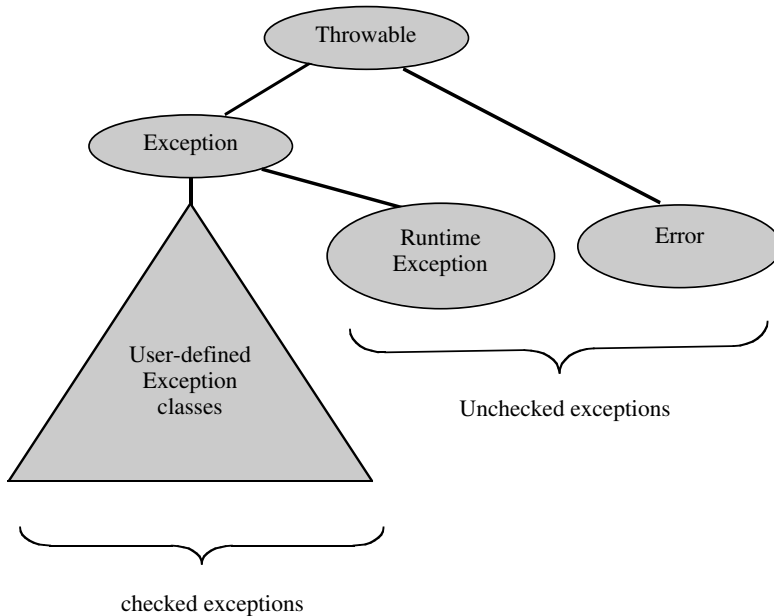 Throwable
Exception
Runtime
Exception
Error
User-defined
Exception
classes
Unchecked exceptions
checked exceptions